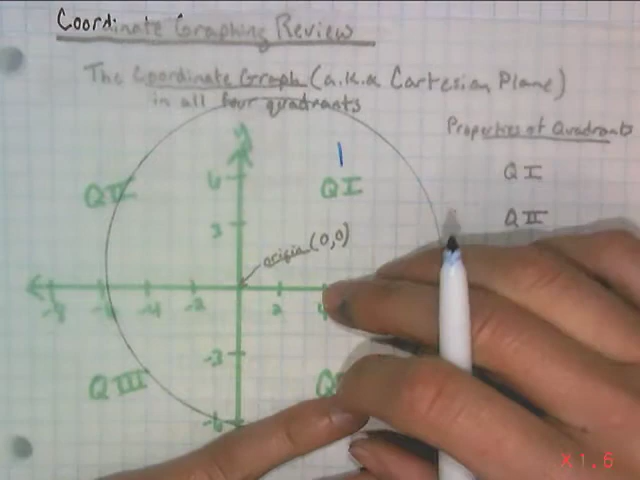 Coordinate Graphing Review
The Coordinate Graph (a.k.a Cartesian Plane)
in all four quadrants
Properties of Quadrants
y
QI
QI
QII
QII
6
3
origin (0,0)
-8 -6 -4 -2 2 4
-3
QIII
-6
X1.6